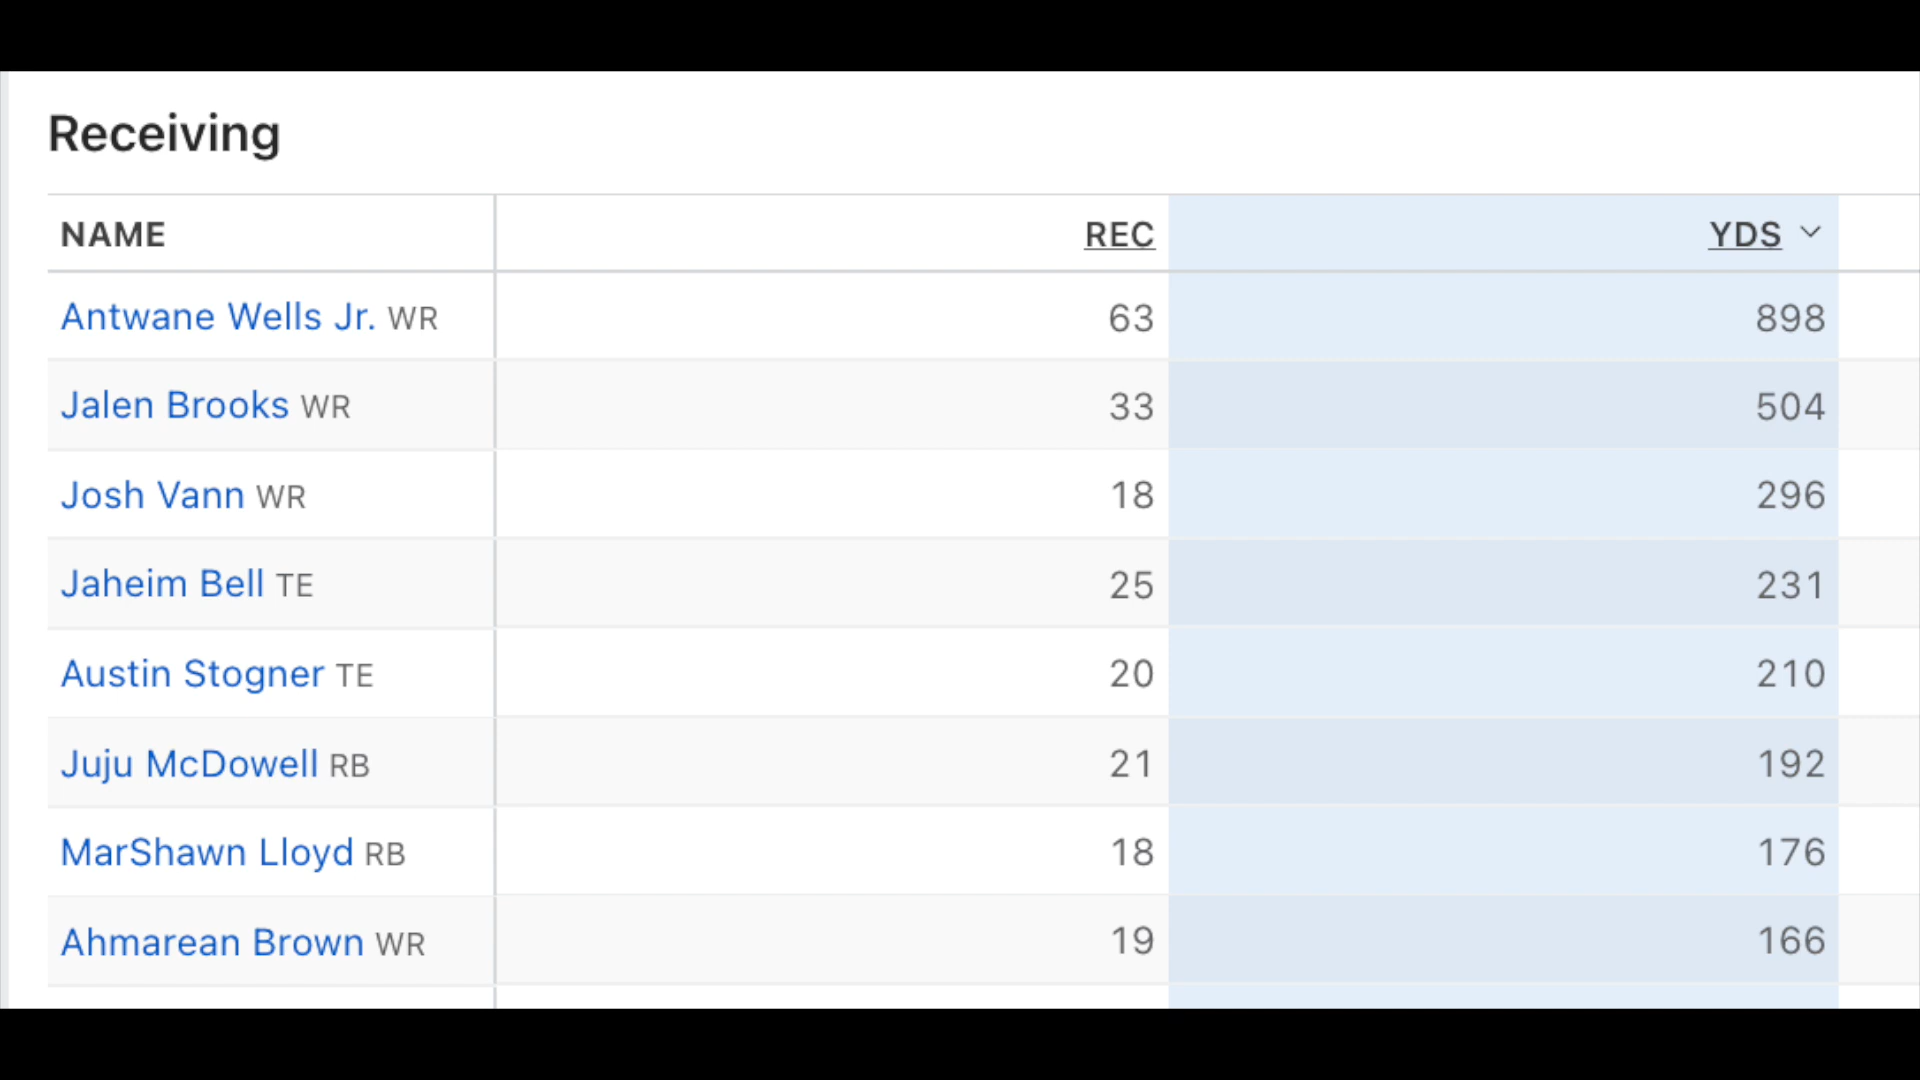 Receiving
NAME REC YDS
Antwane Wells Jr. WR 63 898
Jalen Brooks WR 33 504
Josh Vann WR 18 296
Jaheim Bell TE 25 231
Austin Stogner TE 20 210
Juju McDowell RB 21 192
MarShawn Lloyd RB 18 176
Ahmarean Brown WR 19 166